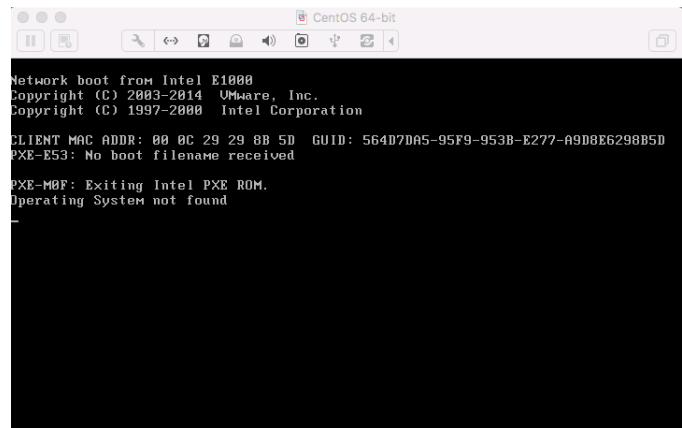 CentOS 64-bit
Network boot from Intel E1000
Copyright (C) 2003-2014  VMware, Inc.
Copyright (C) 1997-2000  Intel Corporation
CLIENT MAC ADDR: 00 0C 29 29 8B 5D  GUID: 564D7DA5-95F9-953B-E277-A9D8E6298B5D
PXE-E53: No boot filename received
PXE-M0F: Exiting Intel PXE ROM.
Operating System not found